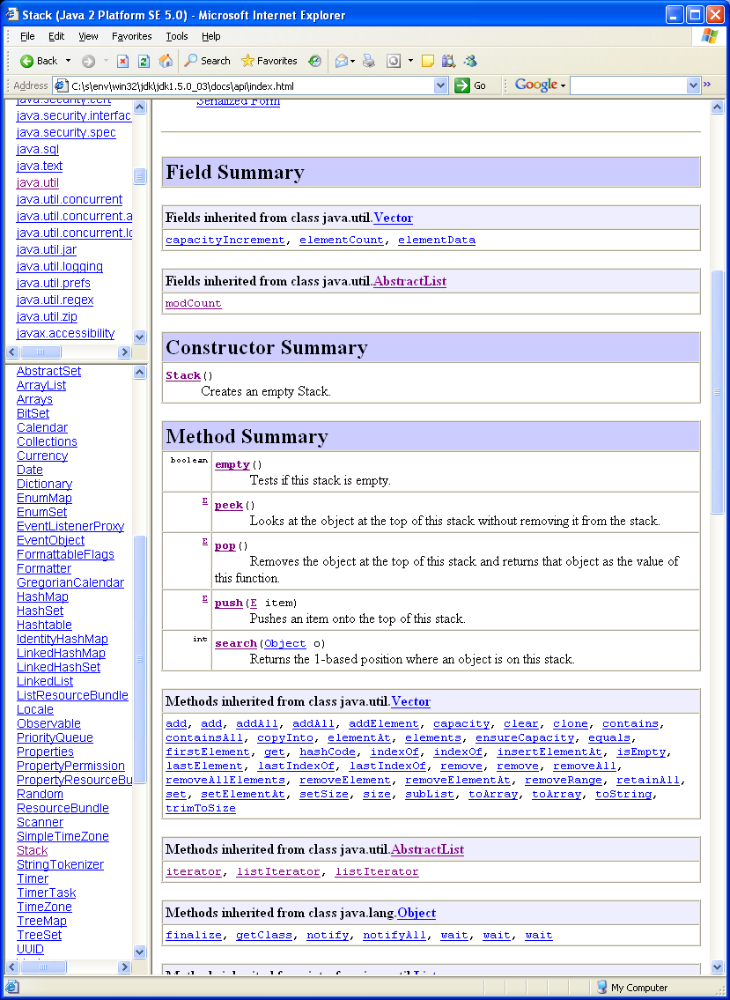 Stack (Java 2 Platform SE 5.0) - Microsoft Internet Explorer
File Edit View Favorites Tools Help
Back Search Favorites
Address C:\s\env\win32\jdk\jdk1.5.0_03\docs\api\index.html Go Google
java.security.cert
java.security.interfac
java.security.spec
java.sql
java.text
java.util
java.util.concurrent
java.util.concurrent.a
java.util.concurrent.lo
java.util.jar
java.util.logging
java.util.prefs
java.util.regex
java.util.zip
javax.accessibility
AbstractSet
ArrayList
Arrays
BitSet
Calendar
Collections
Currency
Date
Dictionary
EnumMap
EnumSet
EventListenerProxy
EventObject
FormattableFlags
Formatter
GregorianCalendar
HashMap
HashSet
Hashtable
IdentityHashMap
LinkedHashMap
LinkedHashSet
LinkedList
ListResourceBundle
Locale
Observable
PriorityQueue
Properties
PropertyPermission
PropertyResourceBu
Random
ResourceBundle
Scanner
SimpleTimeZone
Stack
StringTokenizer
Timer
TimerTask
TimeZone
TreeMap
TreeSet
UUID
Serialized Form
Field Summary
Fields inherited from class java.util.Vector
capacityIncrement, elementCount, elementData
Fields inherited from class java.util.AbstractList
modCount
Constructor Summary
Stack()
Creates an empty Stack.
Method Summary
boolean empty()
Tests if this stack is empty.
E peek()
Looks at the object at the top of this stack without removing it from the stack.
E pop()
Removes the object at the top of this stack and returns that object as the value of
this function.
E push(E item)
Pushes an item onto the top of this stack.
int search(Object o)
Returns the 1-based position where an object is on this stack.
Methods inherited from class java.util.Vector
add, add, addAll, addAll, addElement, capacity, clear, clone, contains,
containsAll, copyInto, elementAt, elements, ensureCapacity, equals,
firstElement, get, hashCode, indexOf, indexOf, insertElementAt, isEmpty,
lastElement, lastIndexOf, lastIndexOf, remove, remove, removeAll,
removeAllElements, removeElement, removeElementAt, removeRange, retainAll,
set, setElementAt, setSize, size, subList, toArray, toArray, toString,
trimToSize
Methods inherited from class java.util.AbstractList
iterator, listIterator, listIterator
Methods inherited from class java.lang.Object
finalize, getClass, notify, notifyAll, wait, wait, wait
Methods inherited from interface java.util.List
My Computer